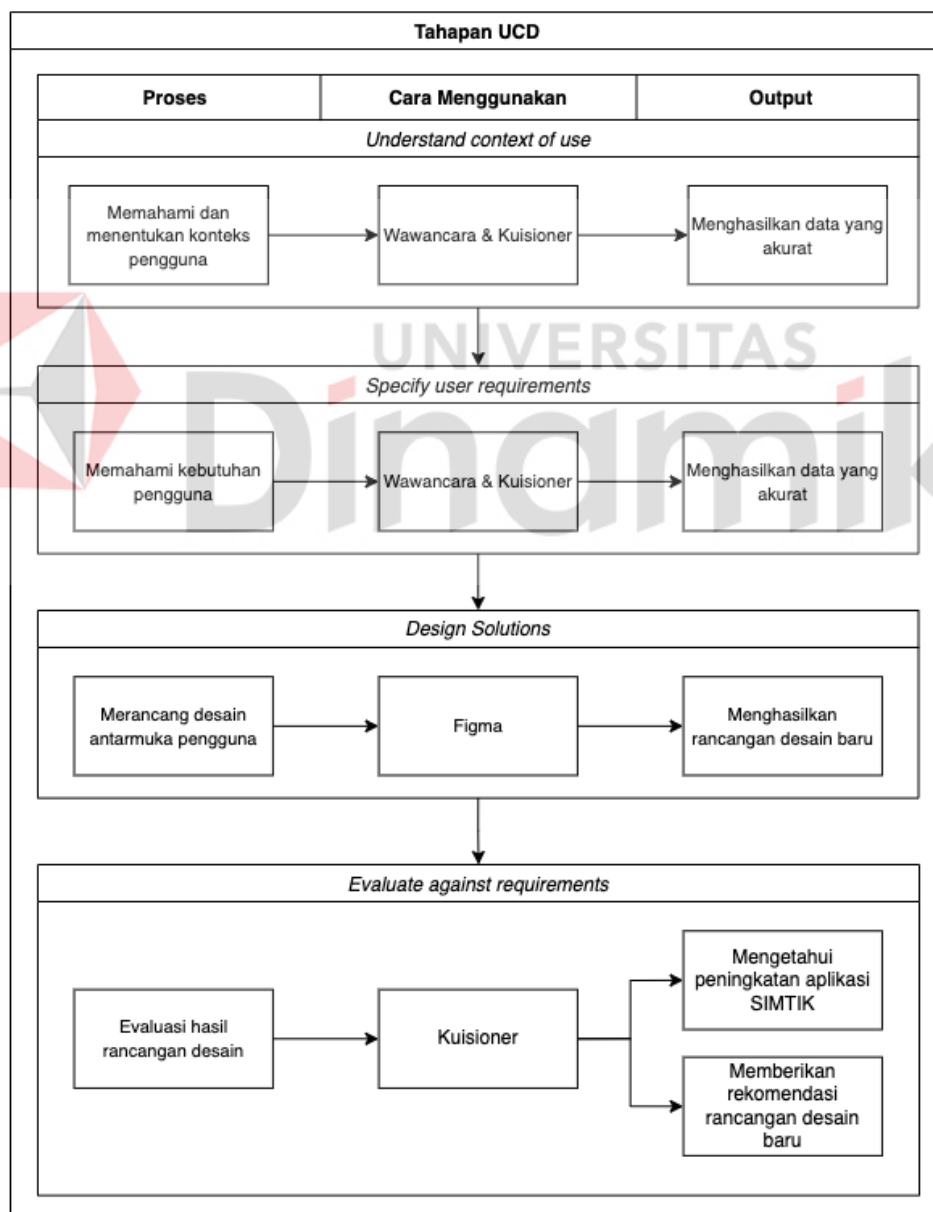 Tahapan UCD
Proses
Cara Menggunakan
Output
Understand context of use
Memahami dan
menentukan konteks
pengguna
Wawancara & Kuisioner
Menghasilkan data yang
akurat
UNIVERSITAS
Dinamik
Specify user requirements
Memahami kebutuhan
pengguna
Wawancara & Kuisioner
Menghasilkan data yang
akurat
Design Solutions
Merancang desain
antarmuka pengguna
Figma
Menghasilkan
rancangan desain baru
Evaluate against requirements
Evaluasi hasil
rancangan desain
Kuisioner
Mengetahui
peningkatan aplikasi
SIMTIK
Memberikan
rekomendasi
rancangan desain
baru